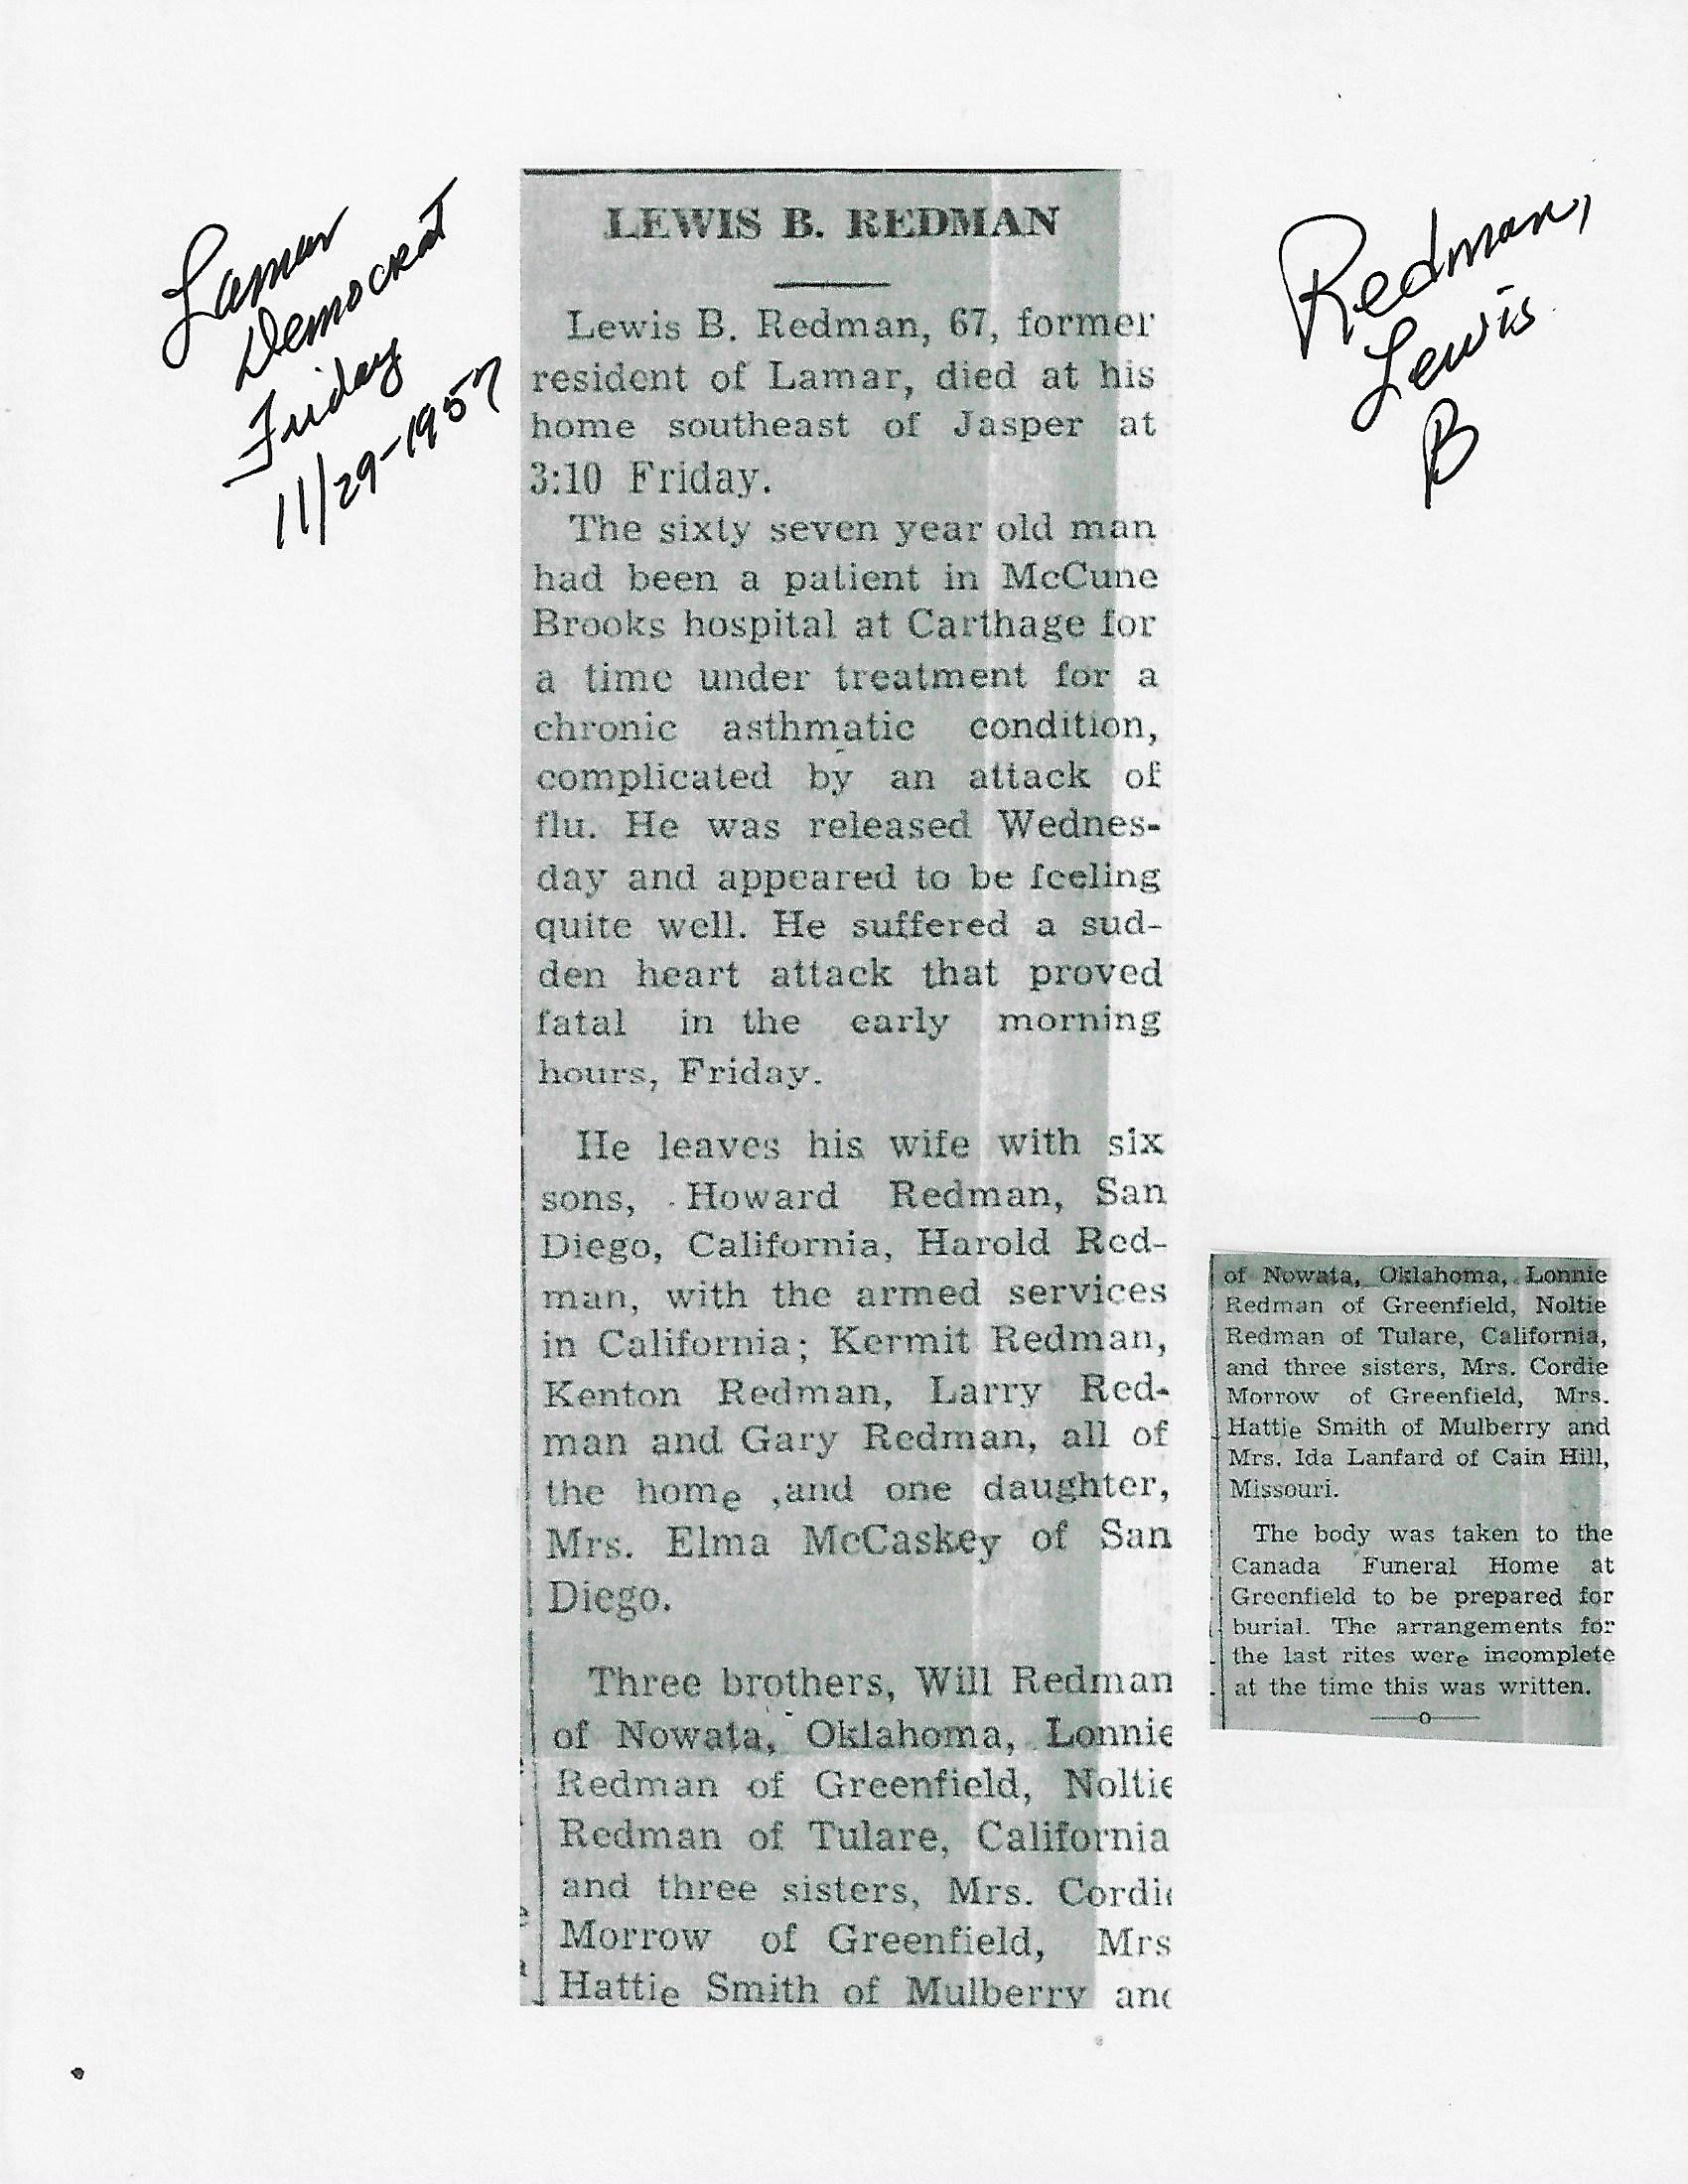 Lamar
Democrat
Friday
11/29-1957
Redman,
Lewis
B
LEWIS B. REDMAN
Lewis B. Redman, 67, former
resident of Lamar, died at his
home southeast of Jasper at
3:10 Friday.
The sixty seven year old man
had been a patient in McCune
Brooks hospital at Carthage for
a time under treatment for a
chronic asthmatic condition,
complicated by an attack of
flu. He was released Wednes-
day and appeared to be feeling
quite well. He suffered a sud-
den heart attack that proved
fatal in the early morning
hours, Friday.
He leaves his wife with six
sons, Howard Redman, San
Diego, California, Harold Red-
man, with the armed services
in California; Kermit Redman,
Kenton Redman, Larry Red-
man and Gary Redman, all of
the home ,and one daughter,
Mrs. Elma McCaskey of San
Diego.
Three brothers, Will Redman
of Nowata, Oklahoma, Lonnie
Redman of Greenfield, Noltie
Redman of Tulare, California
and three sisters, Mrs. Cordie
Morrow of Greenfield, Mrs
Hattie Smith of Mulberry and
of Nowata, Oklahoma, Lonnie
Redman of Greenfield, Noltie
Redman of Tulare, California,
and three sisters, Mrs. Cordie
Morrow of Greenfield, Mrs.
Hattie Smith of Mulberry and
Mrs. Ida Lanfard of Cain Hill,
Missouri.
The body was taken to the
Canada Funeral Home at
Greenfield to be prepared for
burial. The arrangements for
the last rites were incomplete
at the time this was written.